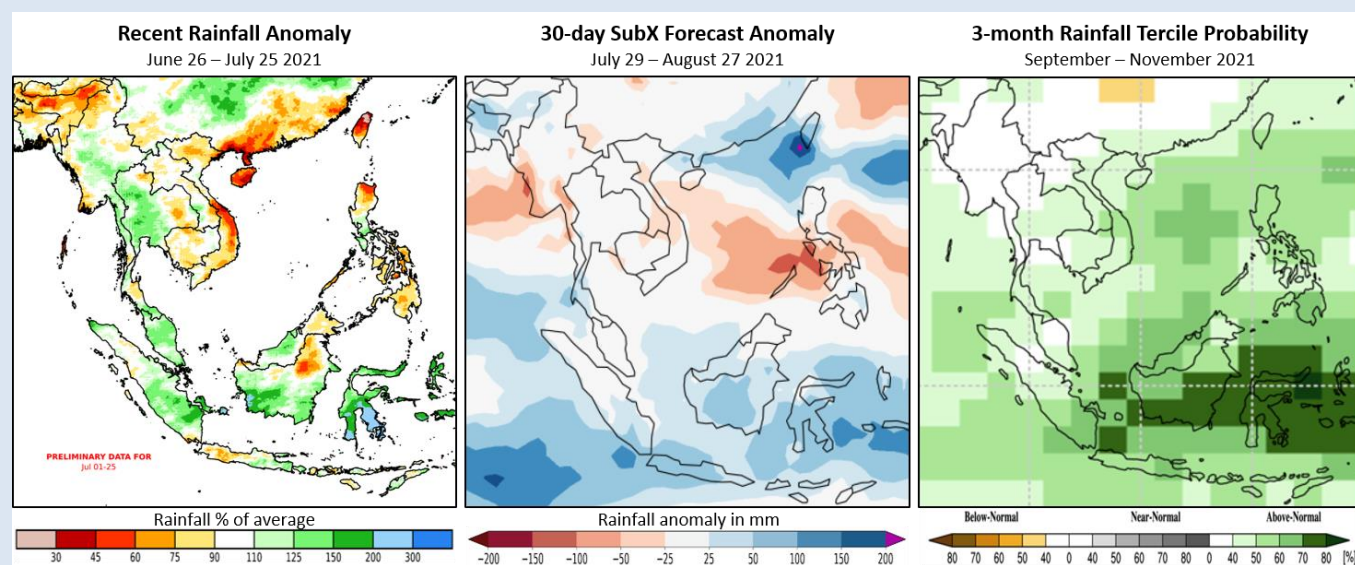 Recent Rainfall Anomaly
June 26 – July 25 2021
PRELIMINARY DATA FOR
Jul 01-25
Rainfall % of average
30 45 60 75 90 110 125 150 200 300
30-day SubX Forecast Anomaly
July 29 – August 27 2021
Rainfall anomaly in mm
−200 −150 −100 −50 −25 25 50 100 150 200
3-month Rainfall Tercile Probability
September – November 2021
Below-Normal Near-Normal Above-Normal
80 70 60 50 40 0 40 50 60 70 80 0 40 50 60 70 80 [%]